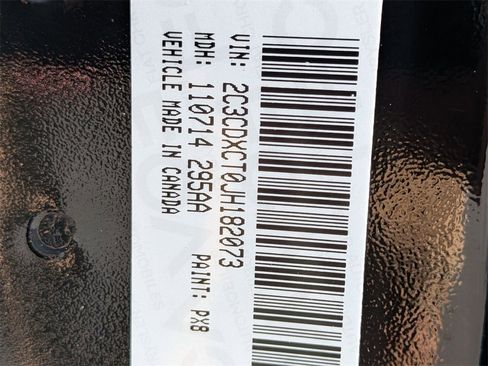 VIN: 2C3CDXCT0JH182073
MDH: 110714 295AA PAINT: PX8
VEHICLE MADE IN CANADA